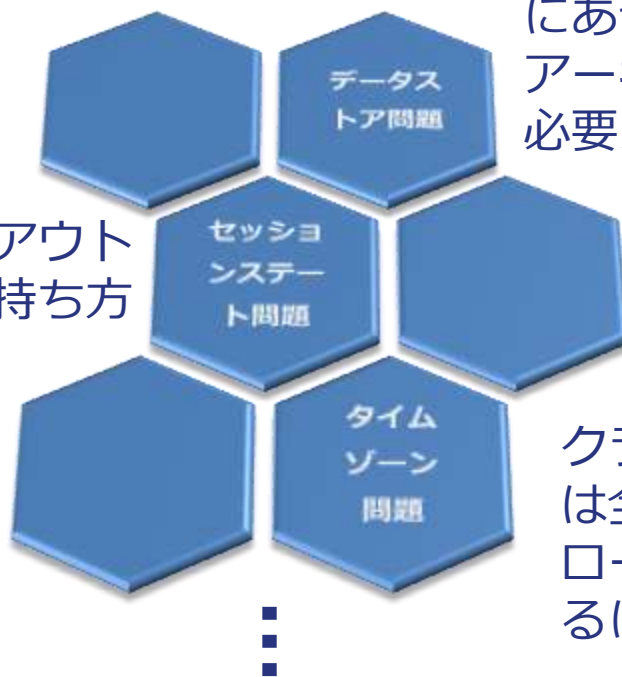 にあ
アー
必要
データス
トア問題
アウト
持ち方
セッショ
ンステー
ト問題
タイム
ゾーン
問題
クラ
は全
ロー
る